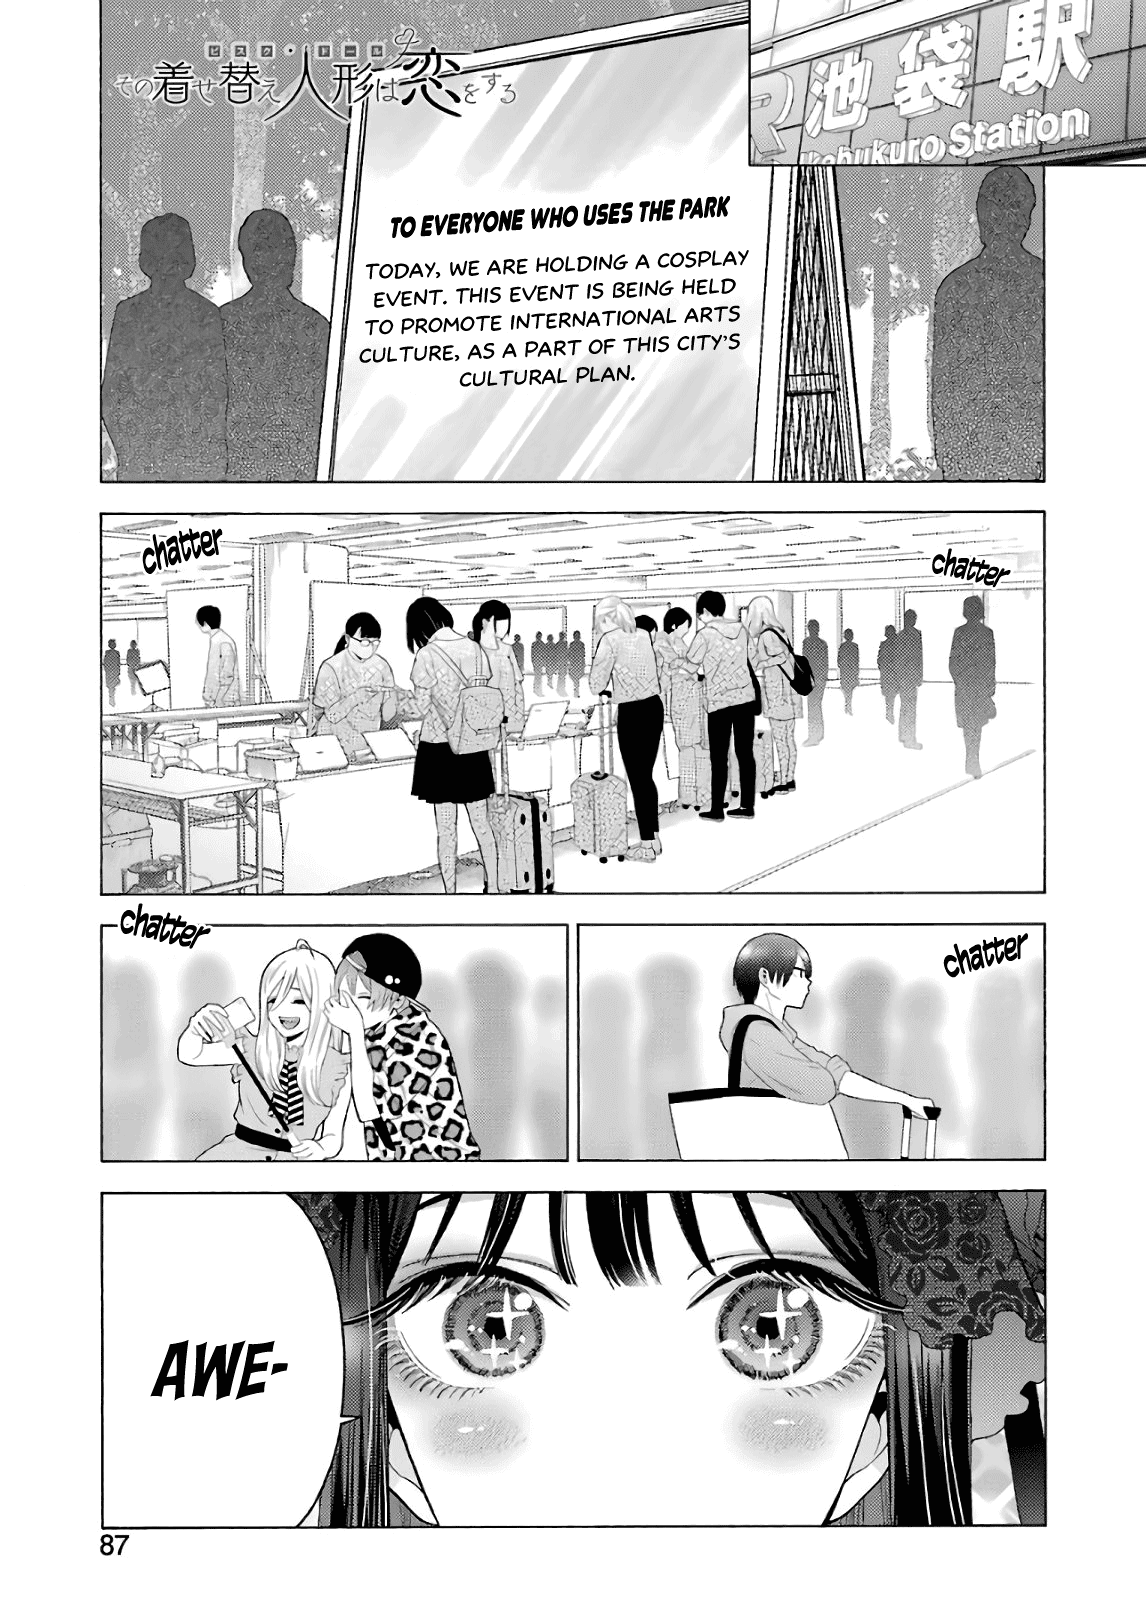 池袋駅
kebukuro Station
ビスク・ドール
その着せ替え人形は恋をする
TO EVERYONE WHO USES THE PARK
TODAY, WE ARE HOLDING A COSPLAY
EVENT. THIS EVENT IS BEING HELD
TO PROMOTE INTERNATIONAL ARTS
CULTURE, AS A PART OF THIS CITY'S
CULTURAL PLAN.
chatter
chatter
chatter
chatter
AWE-
87